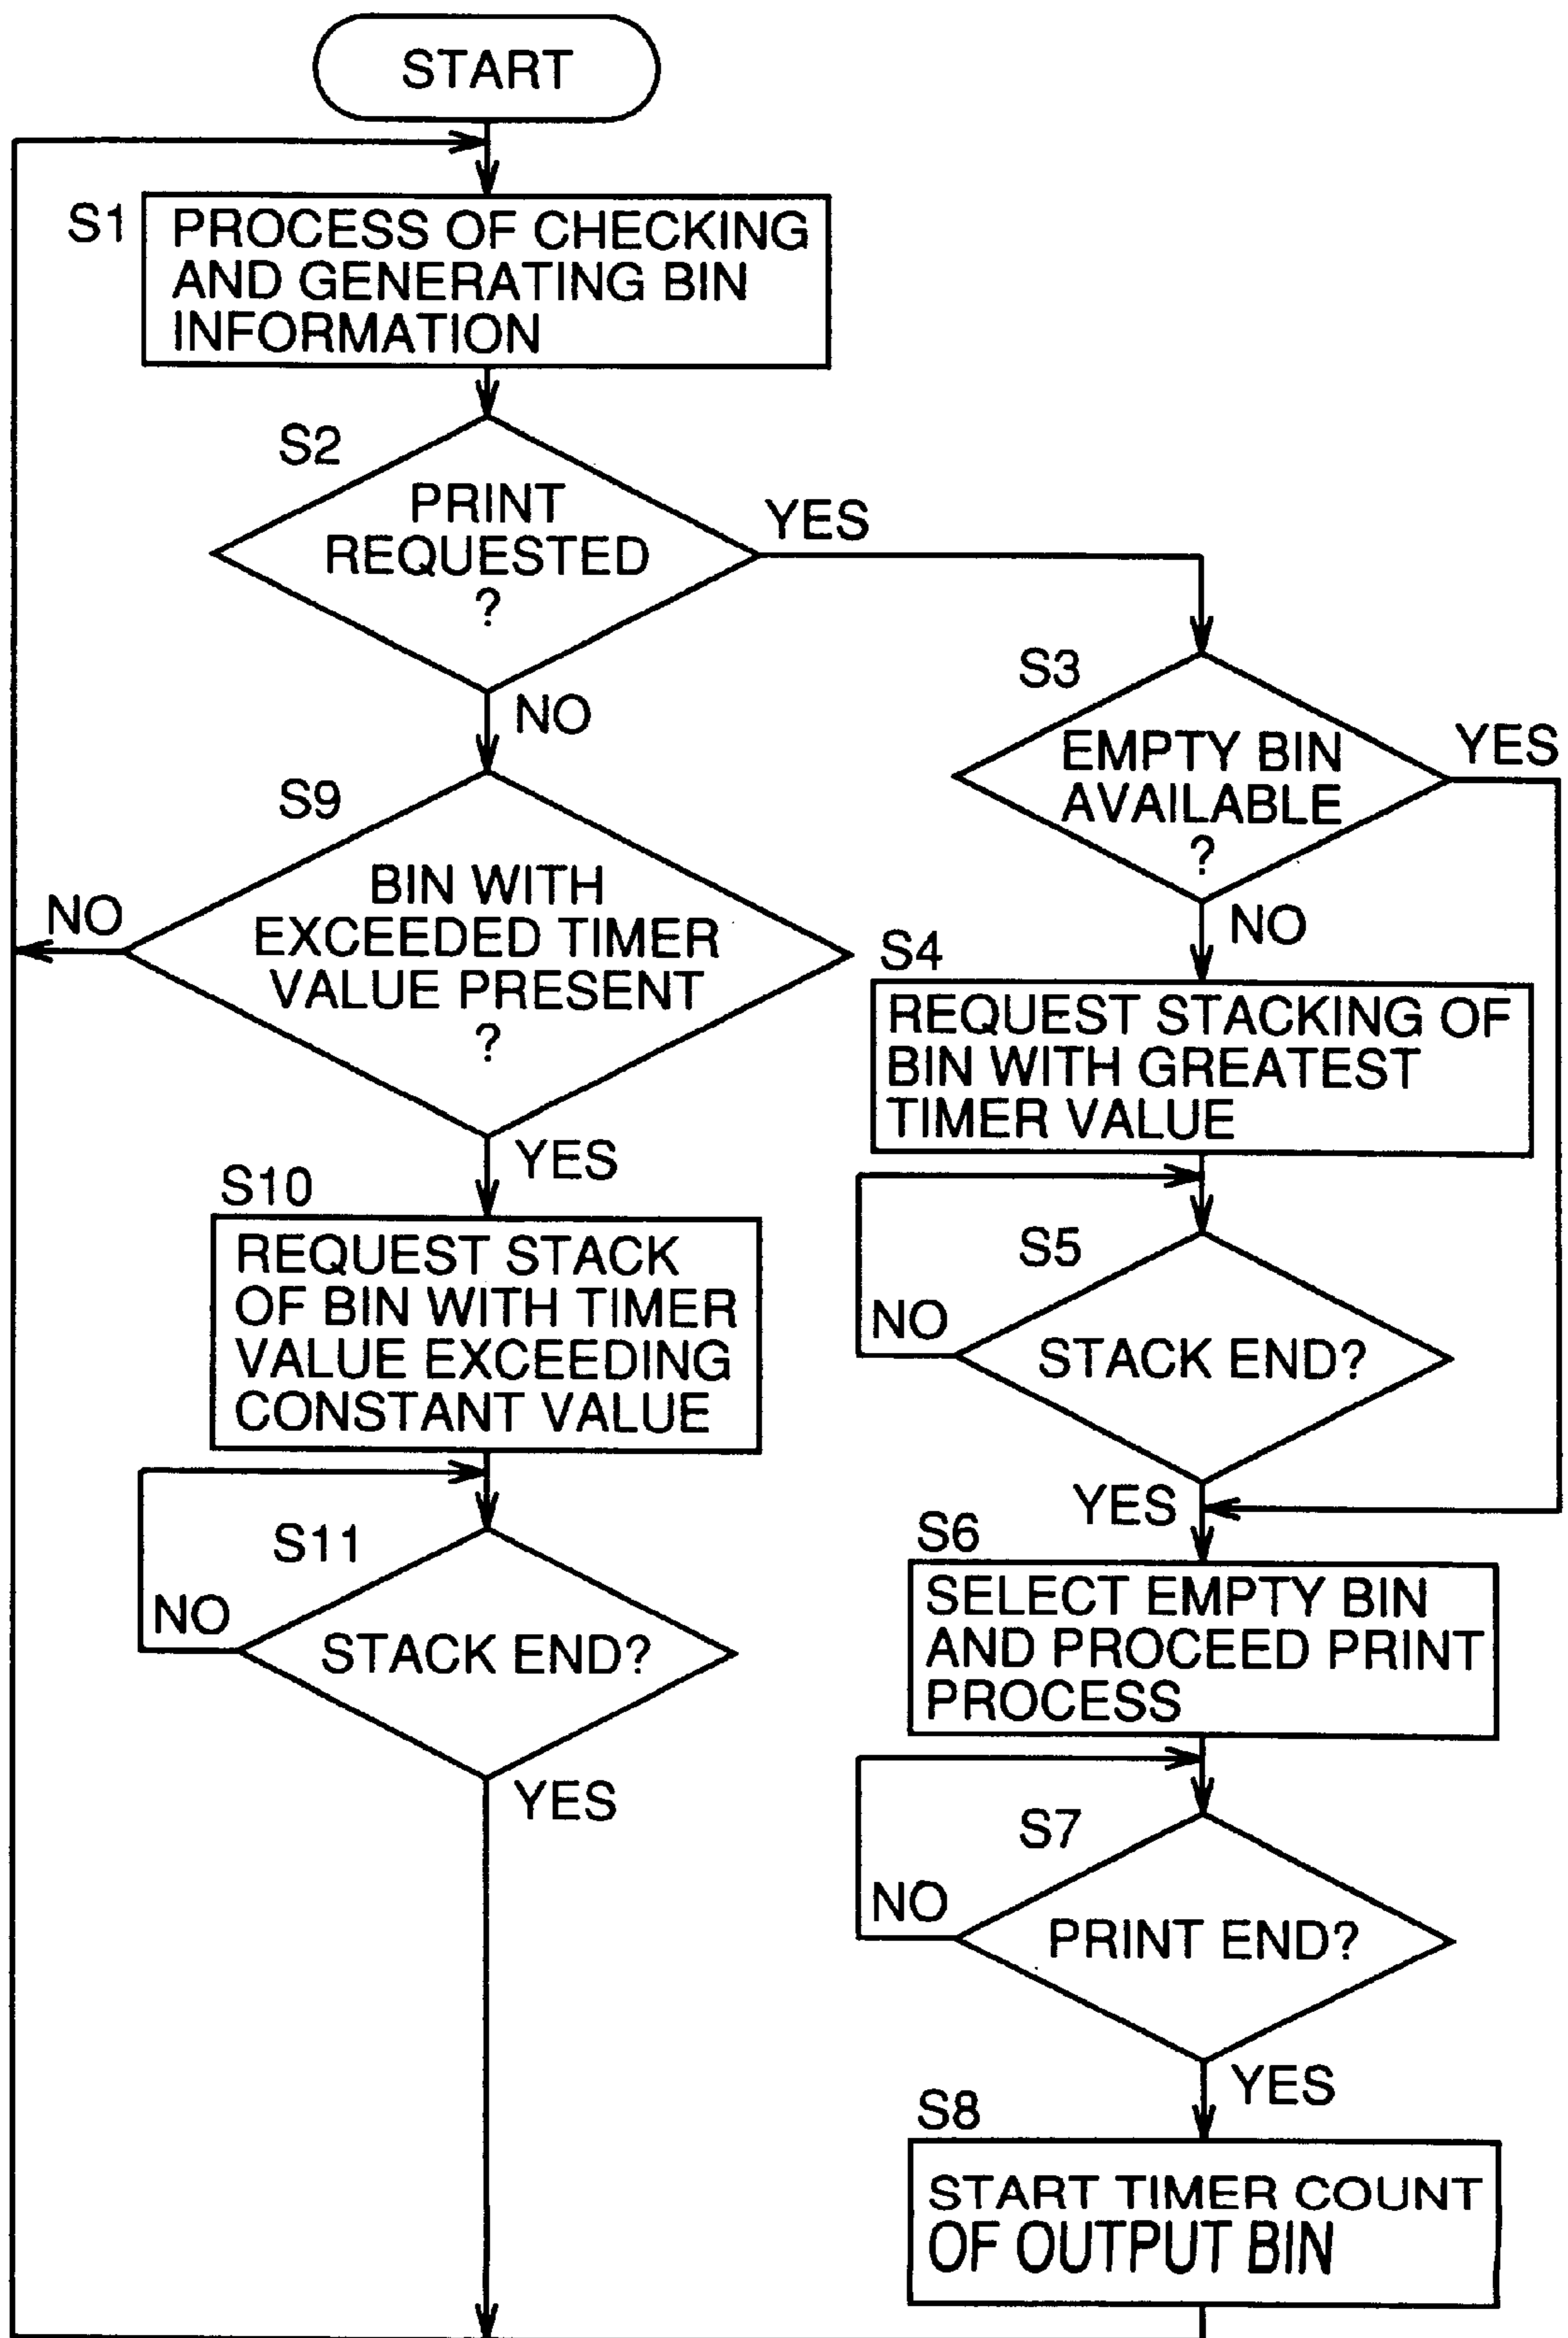 START
S1
PROCESS OF CHECKING
AND GENERATING BIN
INFORMATION
S2
PRINT
REQUESTED
?
YES
NO
S3
EMPTY BIN
AVAILABLE
?
YES
NO
S9
BIN WITH
EXCEEDED TIMER
VALUE PRESENT
?
NO
YES
S4
REQUEST STACKING OF
BIN WITH GREATEST
TIMER VALUE
S10
REQUEST STACK
OF BIN WITH TIMER
VALUE EXCEEDING
CONSTANT VALUE
S5
STACK END?
NO
YES
S11
STACK END?
NO
YES
S6
SELECT EMPTY BIN
AND PROCEED PRINT
PROCESS
S7
PRINT END?
NO
YES
S8
START TIMER COUNT
OF OUTPUT BIN